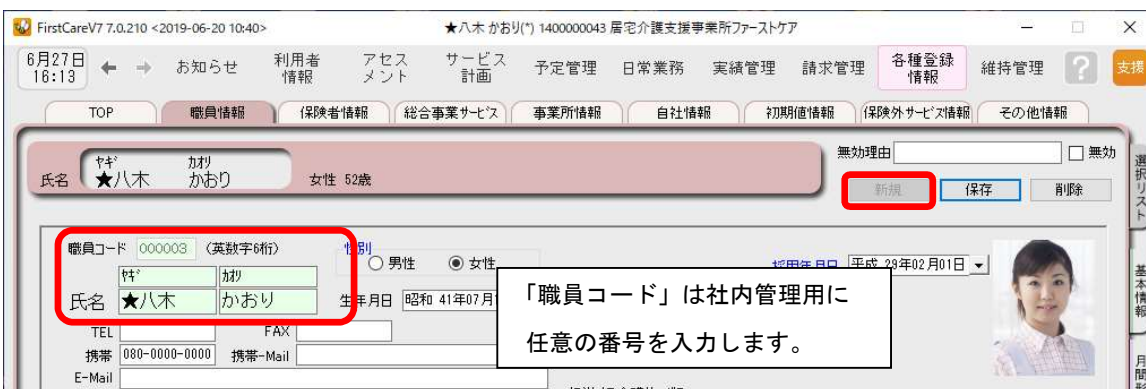 FirstCareV7 7.0.210 <2019-06-20 10:40> ★八木 かおり(*) 1400000043 居宅介護支援事業所ファーストケア
6月27日
16:13
お知らせ
利用者
情報
アセス
メント
サービス
計画
予定管理
日常業務
実績管理
請求管理
各種登録
情報
維持管理
?
支援
TOP 職員情報 保険者情報 総合事業サービス 事業所情報 自社情報 初期値情報 保険外サービス情報 その他情報
無効理由 無効
ヤギ カオリ
氏名 ★八木 かおり 女性 52歳
新規 保存 削除
選択リスト
職員コード 000003 (英数字6桁)
性別
男性 女性
採用年月日 平成 29年02月01日
ヤギ カオリ
氏名 ★八木 かおり
生年月日 昭和 41年07月
TEL FAX
携帯 080-0000-0000 携帯-Mail
E-Mail
「職員コード」は社内管理用に
任意の番号を入力します。
基本情報
月間